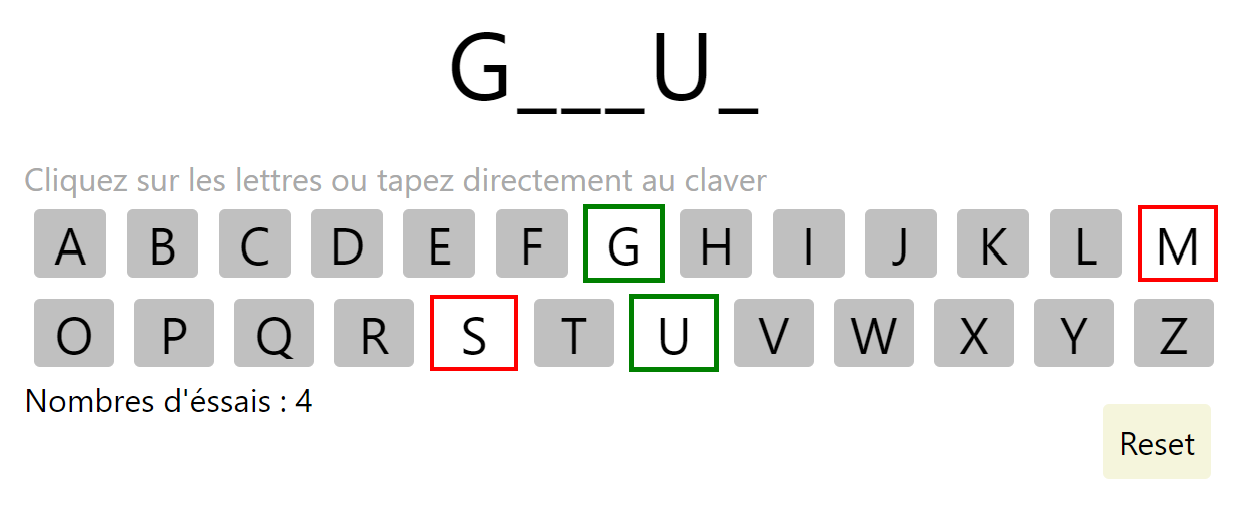 G___U_
Cliquez sur les lettres ou tapez directement au claver
A B C D E F G H I J K L M
O P Q R S T U V W X Y Z
Nombres d'éssais : 4
Reset